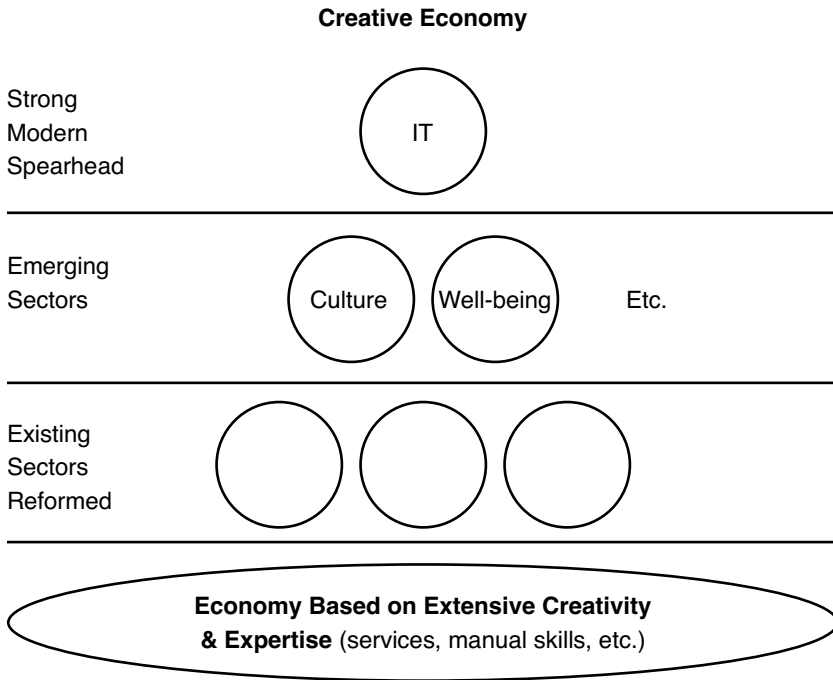 Creative Economy
Strong
Modern
Spearhead
IT
Emerging
Sectors
Culture
Well-being
Etc.
Existing
Sectors
Reformed
Economy Based on Extensive Creativity
& Expertise (services, manual skills, etc.)